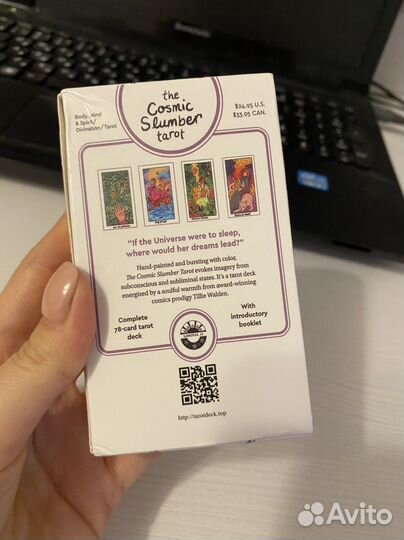 the
Cosmic
Slumber
tarot
Body, Mind
& Spirit/
Divination/Tarot
$24.95 U.S.
$33.95 CAN.
"If the Universe were to sleep,
where would her dreams lead?"
Hand-painted and bursting with color,
The Cosmic Slumber Tarot evokes imagery from
subconscious and subliminal states. It's a tarot deck
energized by a soulful warmth from award-winning
comics prodigy Tillie Walden.
Complete
78-card tarot
deck
With
introductory
booklet
LIMINAL 11
http://tarotdeck.top
Avito